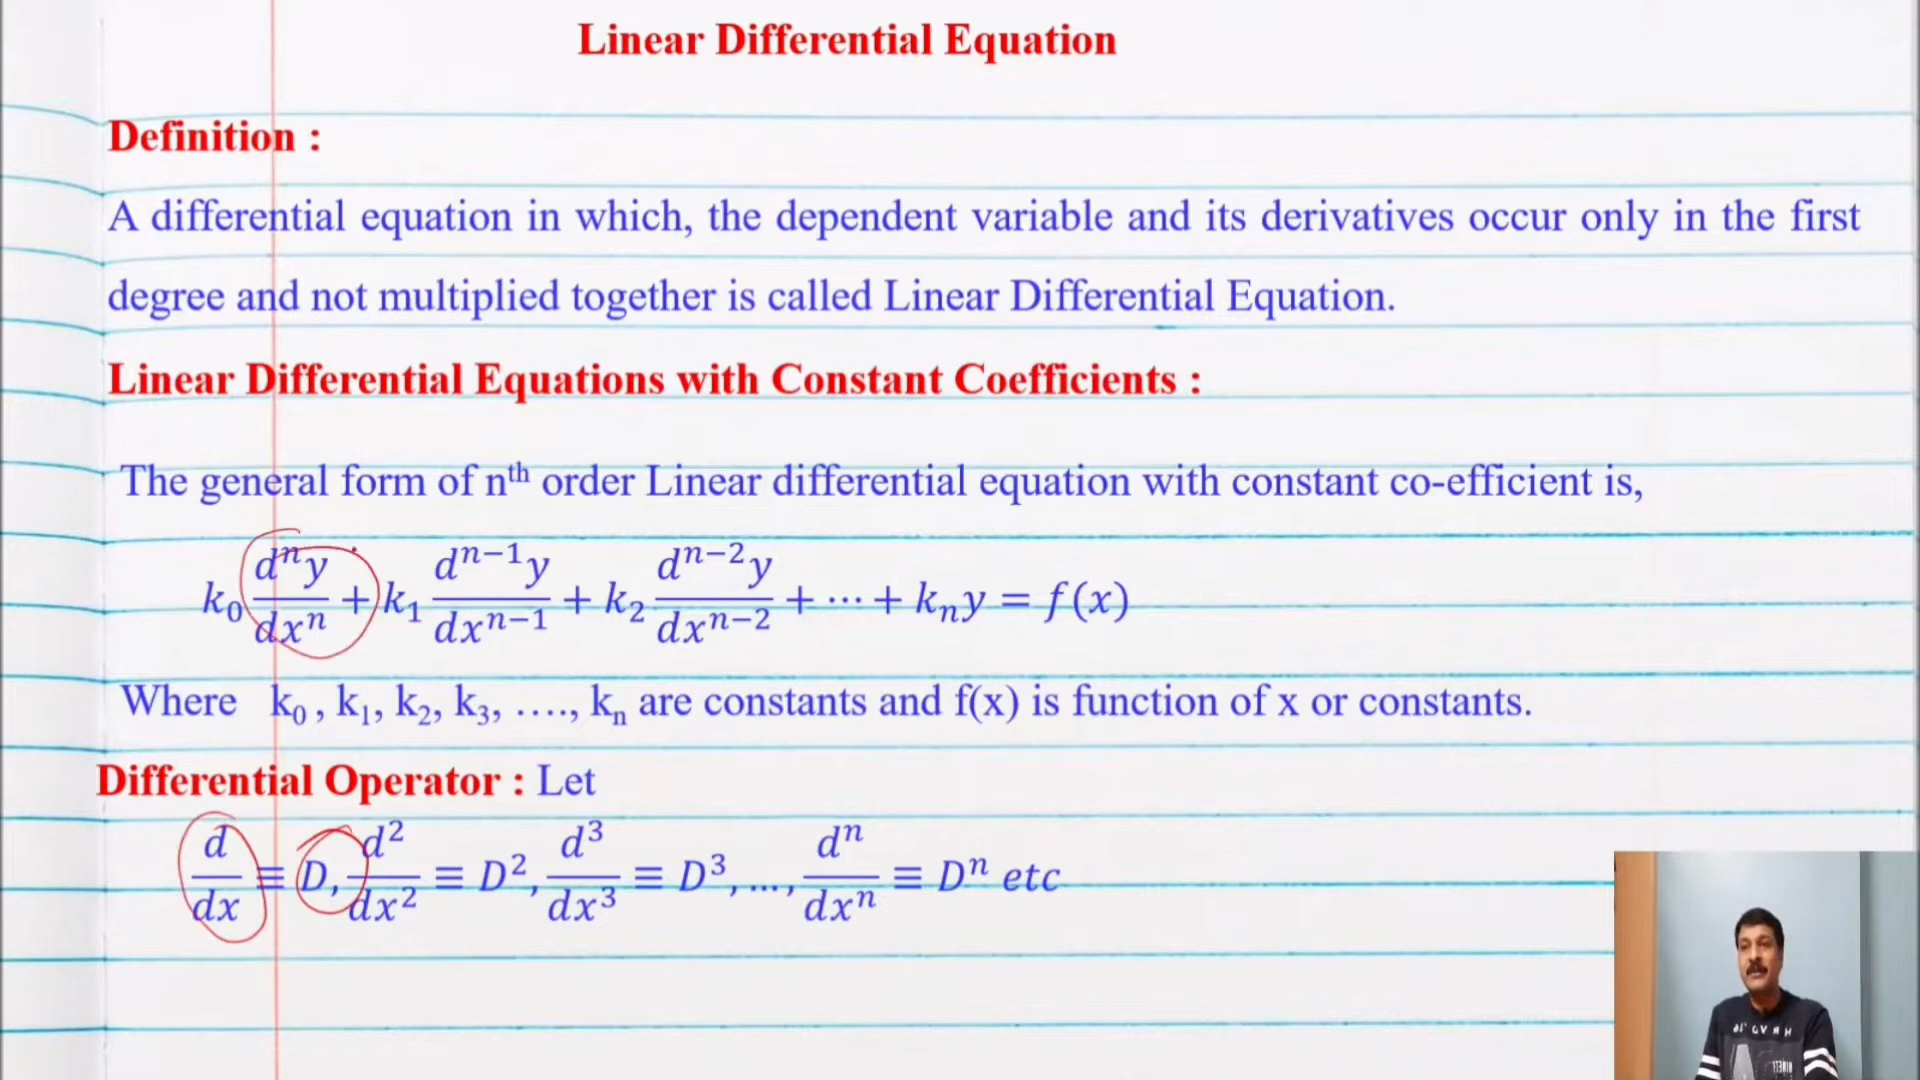 Linear Differential Equation
Definition :
A differential equation in which, the dependent variable and its derivatives occur only in the first
degree and not multiplied together is called Linear Differential Equation.
Linear Differential Equations with Constant Coefficients :
The general form of nᵗʰ order Linear differential equation with constant co-efficient is,
k₀ dⁿy/dxⁿ + k₁ dⁿ⁻¹y/dxⁿ⁻¹ + k₂ dⁿ⁻²y/dxⁿ⁻² + ⋯ + kₙy = f(x)
Where k₀ , k₁, k₂, k₃, …., kₙ are constants and f(x) is function of x or constants.
Differential Operator : Let
d/dx ≡ D, d²/dx² ≡ D², d³/dx³ ≡ D³, …, dⁿ/dxⁿ ≡ Dⁿ etc